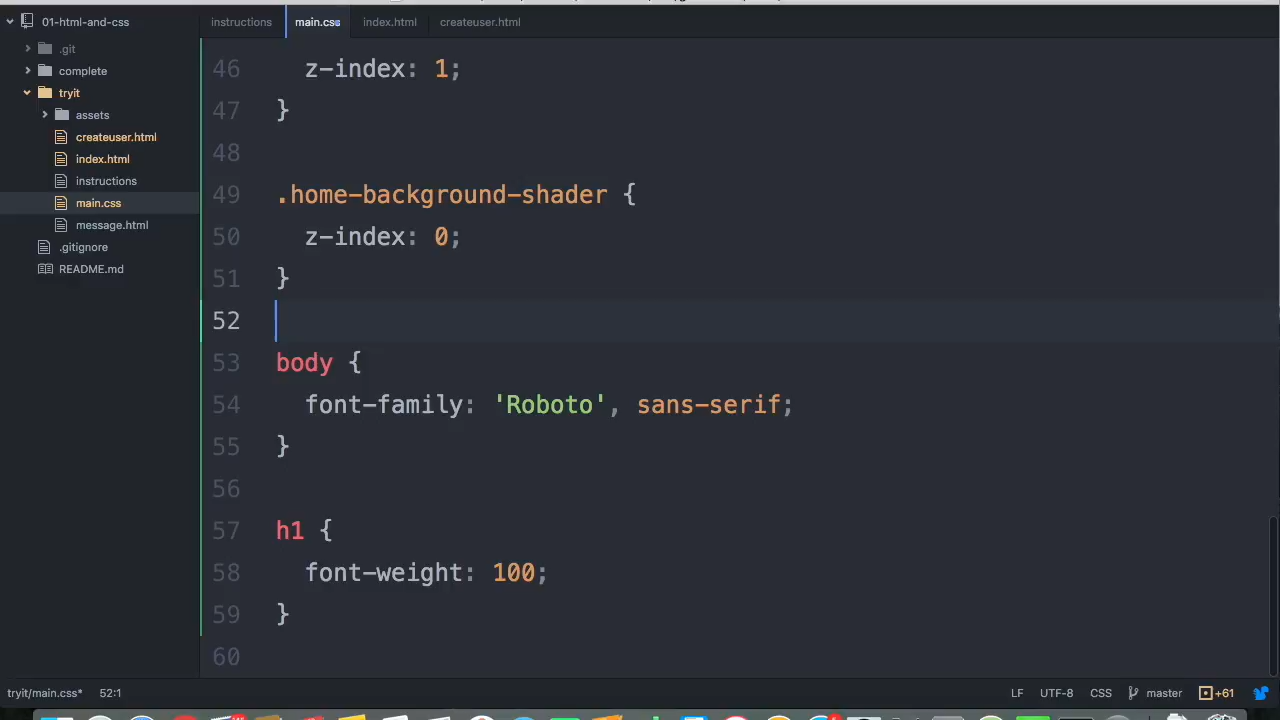 01-html-and-css
instructions
main.css
index.html
createuser.html
.git
complete
tryit
assets
createuser.html
index.html
instructions
main.css
message.html
.gitignore
README.md
46 z-index: 1;
47 }
48
49 .home-background-shader {
50 z-index: 0;
51 }
52
53 body {
54 font-family: 'Roboto', sans-serif;
55 }
56
57 h1 {
58 font-weight: 100;
59 }
60
tryit/main.css* 52:1
LF UTF-8 CSS master +61